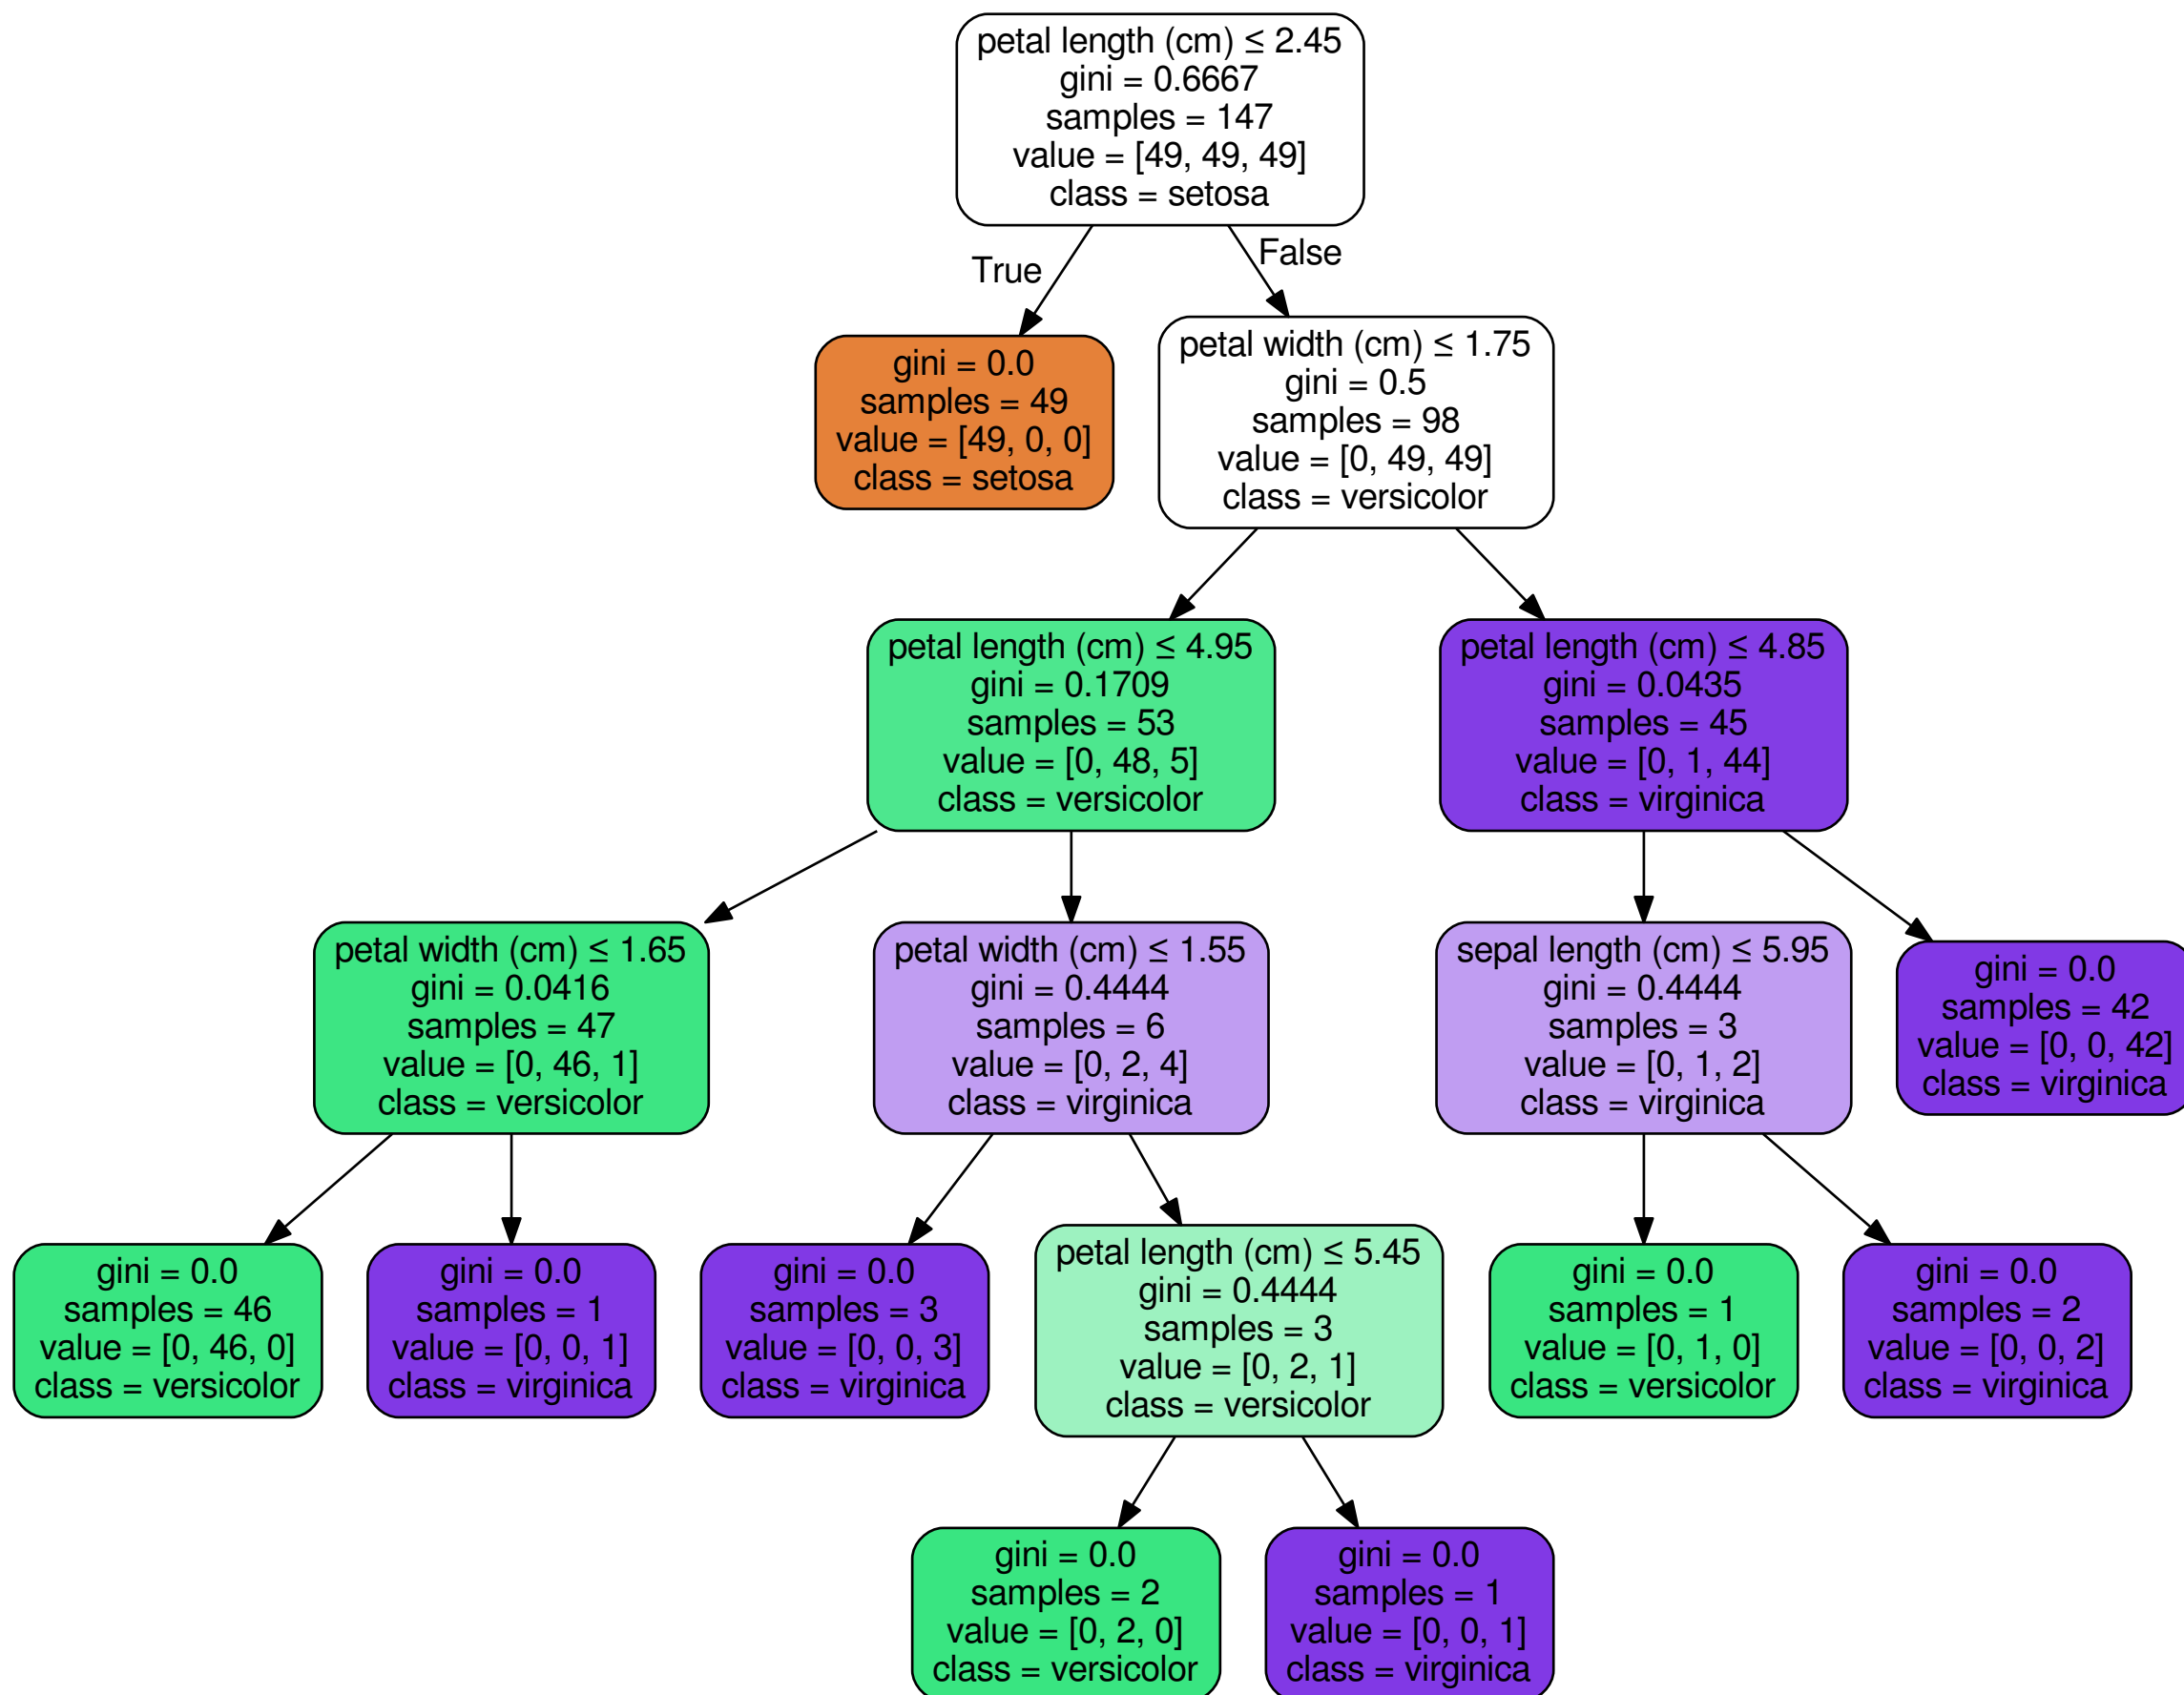 petal length (cm) ≤ 2.45
gini = 0.6667
samples = 147
value = [49, 49, 49]
class = setosa
True
False
gini = 0.0
samples = 49
value = [49, 0, 0]
class = setosa
petal width (cm) ≤ 1.75
gini = 0.5
samples = 98
value = [0, 49, 49]
class = versicolor
petal length (cm) ≤ 4.95
gini = 0.1709
samples = 53
value = [0, 48, 5]
class = versicolor
petal length (cm) ≤ 4.85
gini = 0.0435
samples = 45
value = [0, 1, 44]
class = virginica
petal width (cm) ≤ 1.65
gini = 0.0416
samples = 47
value = [0, 46, 1]
class = versicolor
petal width (cm) ≤ 1.55
gini = 0.4444
samples = 6
value = [0, 2, 4]
class = virginica
sepal length (cm) ≤ 5.95
gini = 0.4444
samples = 3
value = [0, 1, 2]
class = virginica
gini = 0.0
samples = 42
value = [0, 0, 42]
class = virginica
gini = 0.0
samples = 46
value = [0, 46, 0]
class = versicolor
gini = 0.0
samples = 1
value = [0, 0, 1]
class = virginica
gini = 0.0
samples = 3
value = [0, 0, 3]
class = virginica
petal length (cm) ≤ 5.45
gini = 0.4444
samples = 3
value = [0, 2, 1]
class = versicolor
gini = 0.0
samples = 1
value = [0, 1, 0]
class = versicolor
gini = 0.0
samples = 2
value = [0, 0, 2]
class = virginica
gini = 0.0
samples = 2
value = [0, 2, 0]
class = versicolor
gini = 0.0
samples = 1
value = [0, 0, 1]
class = virginica